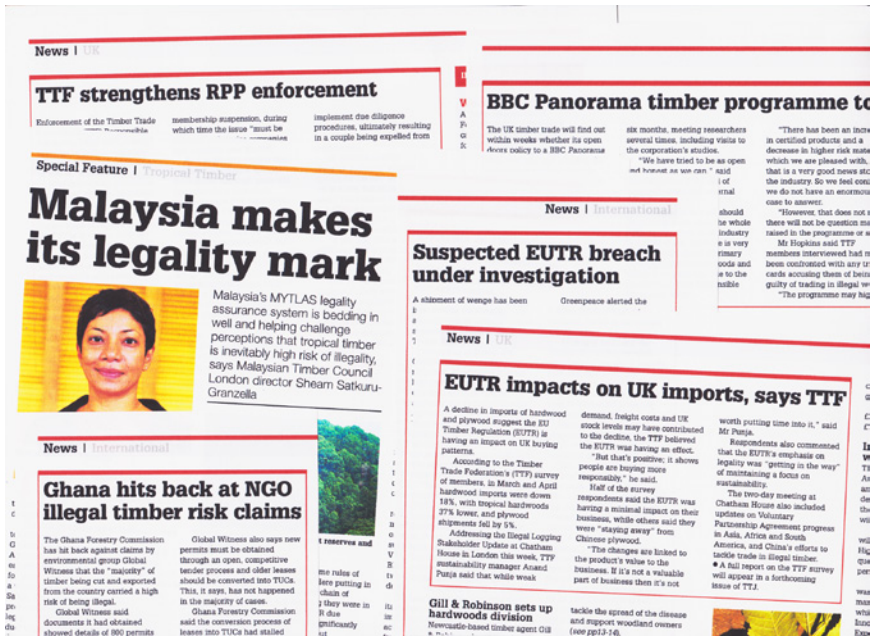 News | UK
TTF strengthens RPP enforcement
Enforcement of the Timber Trade
membership suspension, during
which time the issue "must be
implement due diligence
procedures, ultimately resulting
in a couple being expelled from
BBC Panorama timber programme to
The UK timber trade will find out
within weeks whether its open
doors policy to a BBC Panorama
six months, meeting researchers
several times, including visits to
the corporation's studios.
"We have tried to be as open
and honest as we can," said
"There has been an incre
in certified products and a
decrease in higher risk mate
which we are pleased with,
that is a very good news sto
the industry. So we feel con
we do not have an enormou
case to answer.
"However, that does not
there will not be question ma
raised in the programme or
Mr Hopkins said TTF
members interviewed had
been confronted with any
cards accusing them of bein
guilty of trading in illegal
"The programme may
Special Feature | Tropical Timber
Malaysia makes
its legality mark
Malaysia's MYTLAS legality
assurance system is bedding in
well and helping challenge
perceptions that tropical timber
is inevitably high risk of illegality,
says Malaysian Timber Council
London director Sheam Satkuru-
Granzella
News | International
Suspected EUTR breach
under investigation
A shipment of wenge has been
Greenpeace alerted the
News | UK
EUTR impacts on UK imports, says TTF
A decline in imports of hardwood
and plywood suggest the EU
Timber Regulation (EUTR) is
having an impact on UK buying
patterns.
According to the Timber
Trade Federation's (TTF) survey
of members, in March and April
hardwood imports were down
18%, with tropical hardwoods
37% lower, and plywood
shipments fell by 5%.
Addressing the Illegal Logging
Stakeholder Update at Chatham
House in London this week, TTF
sustainability manager Anand
Punja said that while weak
demand, freight costs and UK
stock levels may have contributed
to the decline, the TTF believed
the EUTR was having an effect.
"But that's positive; it shows
people are buying more
responsibly," he said.
Half of the survey
respondents said the EUTR was
having a minimal impact on their
business, while others said they
were "staying away" from
Chinese plywood.
"The changes are linked to
the product's value to the
business. If it's not a valuable
part of business then it's not
worth putting time into it," said
Mr Punja.
Respondents also commented
that the EUTR's emphasis on
legality was "getting in the way"
of maintaining a focus on
sustainability.
The two-day meeting at
Chatham House also included
updates on Voluntary
Partnership Agreement progress
in Asia, Africa and South
America, and China's efforts to
tackle trade in illegal timber.
● A full report on the TTF survey
will appear in a forthcoming
issue of TTJ.
Gill & Robinson sets up
hardwoods division
Newcastle-based timber agent Gill
tackle the spread of the disease
and support woodland owners
(see pp13-14).
News | International
Ghana hits back at NGO
illegal timber risk claims
The Ghana Forestry Commission
has hit back against claims by
environmental group Global
Witness that the "majority" of
timber being cut and exported
from the country carried a high
risk of being illegal.
Global Witness said
documents it had obtained
showed details of 800 permits
Global Witness also says new
permits must be obtained
through an open, competitive
tender process and older leases
should be converted into TUCs.
This, it says, has not happened
in the majority of cases.
Ghana Forestry Commission
said the conversion process of
leases into TUCs had stalled
reserves and